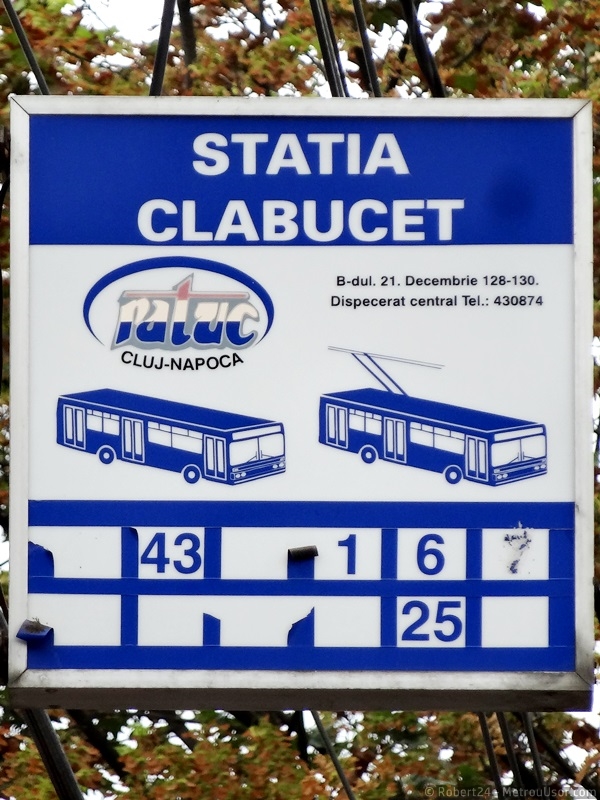 STATIA
CLABUCET
ratuc
CLUJ-NAPOCA
B-dul. 21. Decembrie 128-130.
Dispecerat central Tel.: 430874
43 1 6
25
© Robert24 - MetrouUsor.com